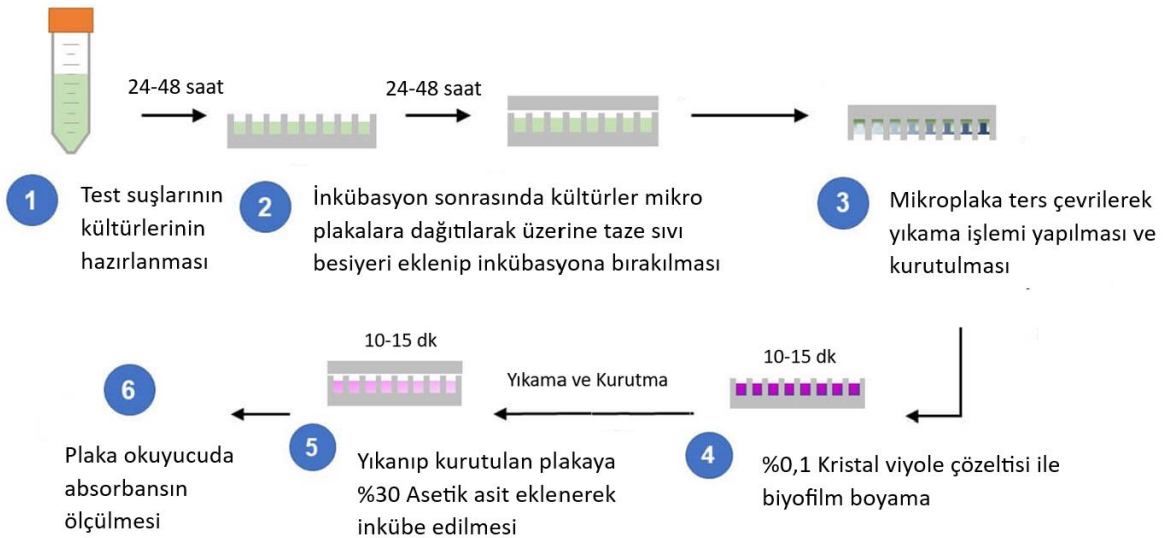 24-48 saat
24-48 saat
1
Test suşlarının
kültürlerinin
hazırlanması
2
İnkübasyon sonrasında kültürler mikro
plakalara dağıtılarak üzerine taze sıvı
besiyeri eklenip inkübasyona bırakılması
3
Mikroplaka ters çevrilerek
yıkama işlemi yapılması ve
kurutulması
10-15 dk
4
%0,1 Kristal viyole çözeltisi ile
biyofilm boyama
Yıkama ve Kurutma
10-15 dk
5
Yıkanıp kurutulan plakaya
%30 Asetik asit eklenerek
inkübe edilmesi
6
Plaka okuyucuda
absorbansın
ölçülmesi